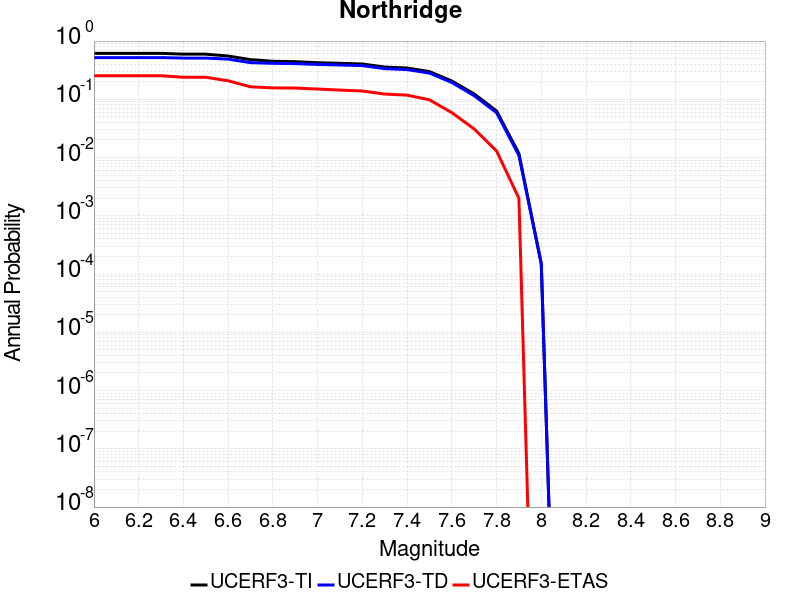 Northridge
10^0
10^-1
10^-2
10^-3
10^-4
10^-5
10^-6
10^-7
10^-8
Annual Probability
6 6.2 6.4 6.6 6.8 7 7.2 7.4 7.6 7.8 8 8.2 8.4 8.6 8.8 9
Magnitude
UCERF3-TI UCERF3-TD UCERF3-ETAS